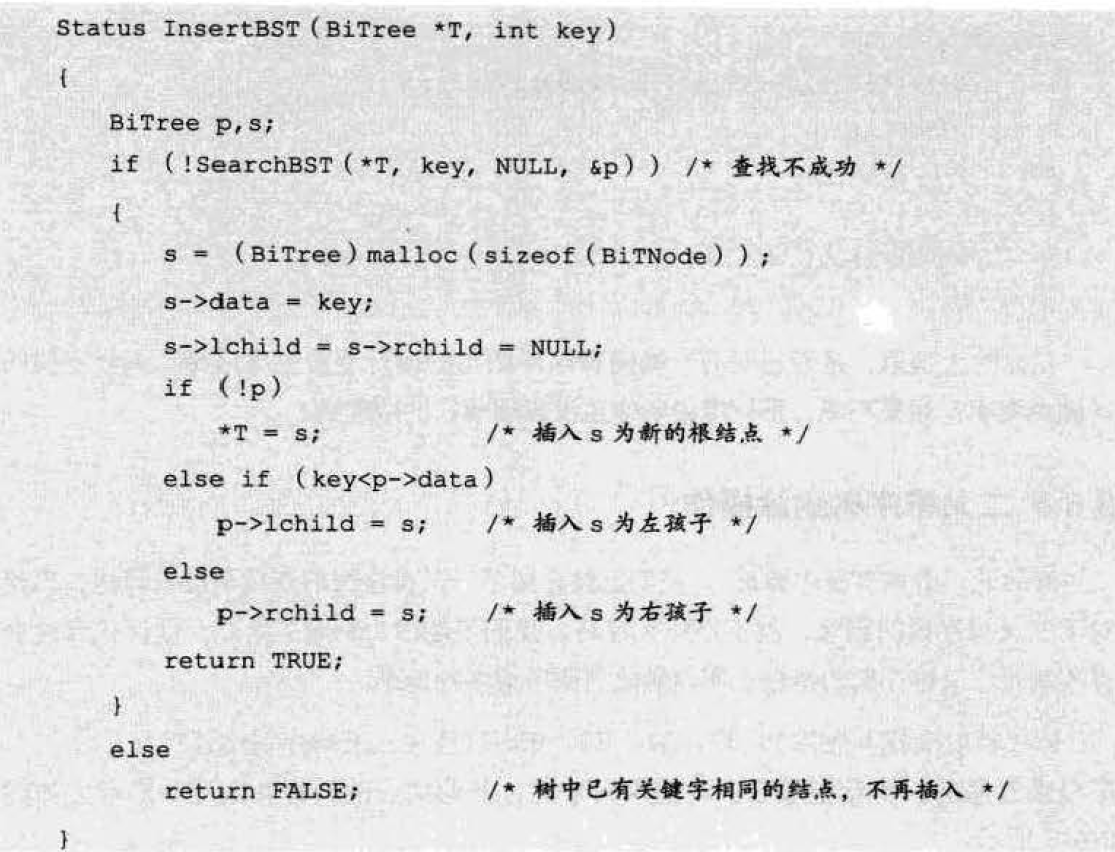 Status InsertBST(BiTree *T, int key)
{
BiTree p,s;
if (!SearchBST(*T, key, NULL, &p)) /* 查找不成功 */
{
s = (BiTree)malloc(sizeof(BiTNode));
s->data = key;
s->lchild = s->rchild = NULL;
if (!p)
*T = s; /* 插入 s 为新的根结点 */
else if (key<p->data)
p->lchild = s; /* 插入 s 为左孩子 */
else
p->rchild = s; /* 插入 s 为右孩子 */
return TRUE;
}
else
return FALSE; /* 树中已有关键字相同的结点，不再插入 */
}